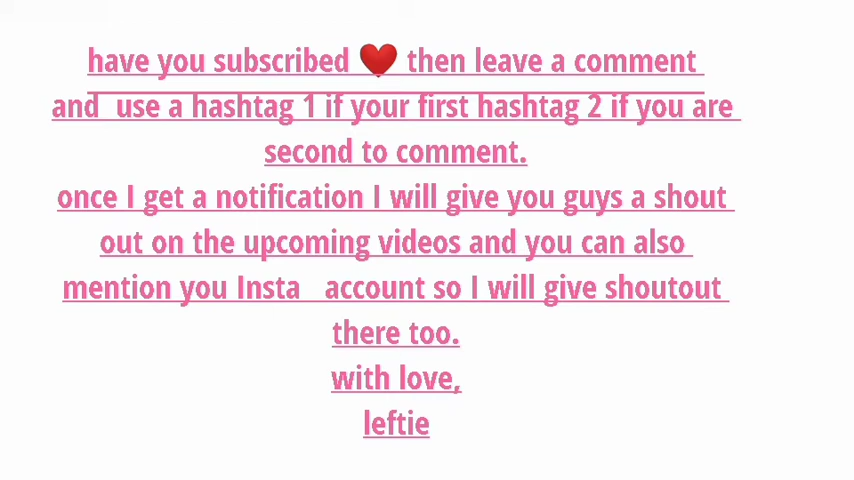 have you subscribed ❤️ then leave a comment
and  use a hashtag 1 if your first hashtag 2 if you are
second to comment.
once I get a notification I will give you guys a shout
out on the upcoming videos and you can also
mention you Insta   account so I will give shoutout
there too.
with love,
leftie